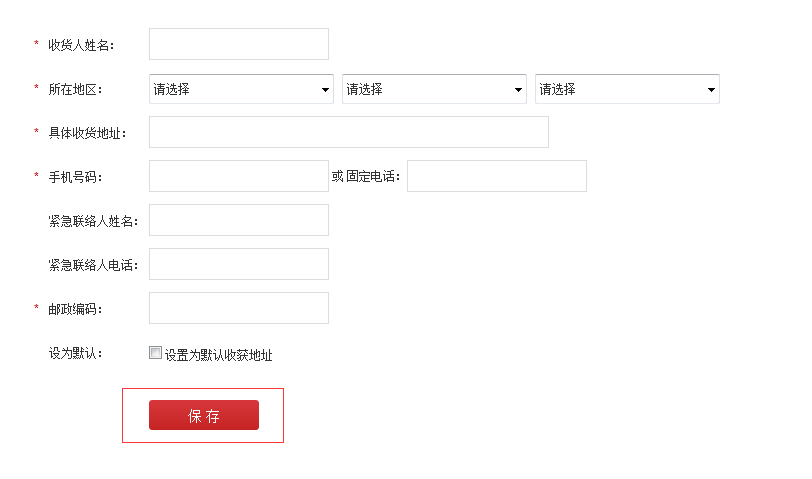 * 收货人姓名：
* 所在地区： 请选择 请选择 请选择
* 具体收货地址：
* 手机号码： 或 固定电话：
紧急联络人姓名：
紧急联络人电话：
* 邮政编码：
设为默认： 设置为默认收获地址
保 存